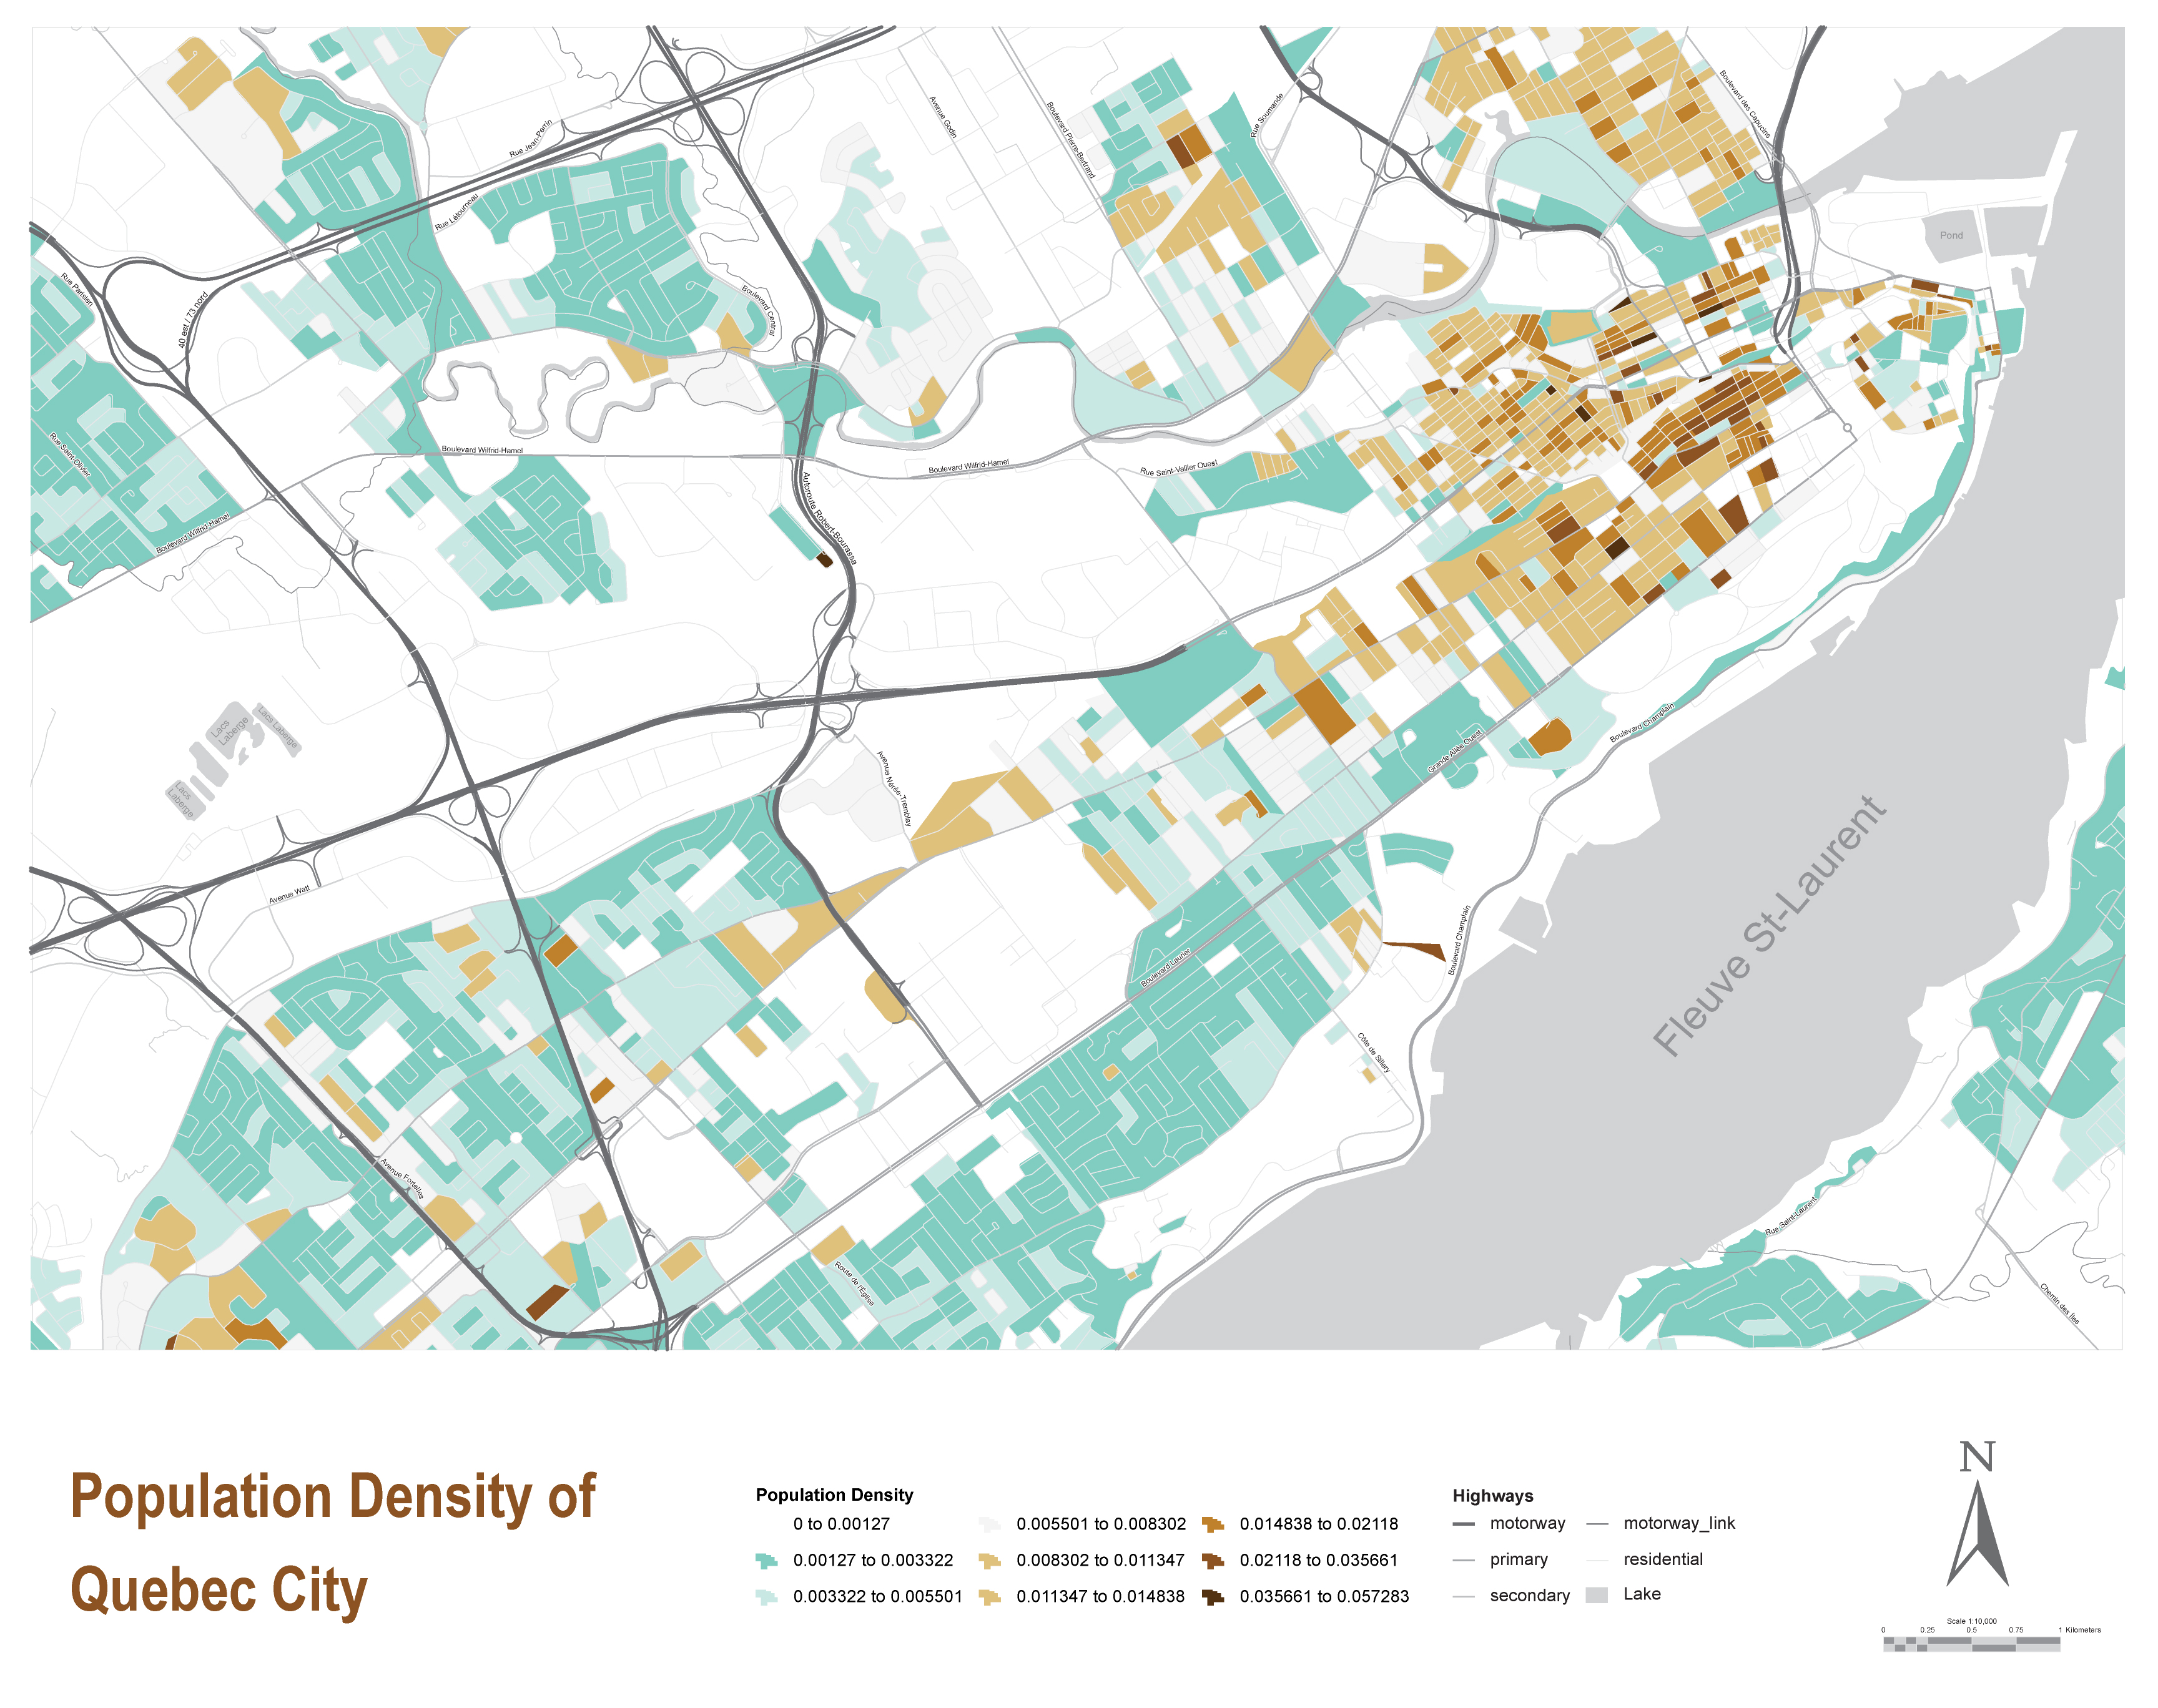 Boulevard des Capucins
Rue Soumande
Avenue Godin
Boulevard Pierre-Bertrand
Rue Jean-Perrin
Rue Létourneau
Pond
Rue Parisien
40 est / 73 nord
Boulevard Central
Rue Saint-Olivier
Boulevard Wilfrid-Hamel
Boulevard Wilfrid-Hamel
Rue Saint-Vallier Ouest
Autoroute Robert-Bourassa
Boulevard Wilfrid-Hamel
Lacs
Laberge
Lacs Laberge
Lacs
Laberge
Boulevard Champlain
Grande Allée Ouest
Avenue Nérée-Tremblay
Fleuve St-Laurent
Avenue Watt
Boulevard Champlain
Boulevard Laurier
Côte de Sillery
Avenue Fortelles
Rue Saint-Laurent
Route de l'Église
Chemin des Îles
Population Density of
Quebec City
Population Density
0 to 0.00127
0.00127 to 0.003322
0.003322 to 0.005501
0.005501 to 0.008302
0.008302 to 0.011347
0.011347 to 0.014838
0.014838 to 0.02118
0.02118 to 0.035661
0.035661 to 0.057283
Highways
motorway
primary
secondary
motorway_link
residential
Lake
N
Scale 1:10,000
0 0.25 0.5 0.75 1 Kilometers